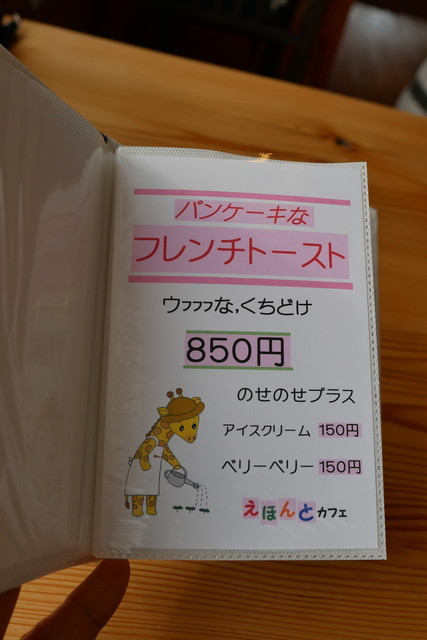 パンケーキな
フレンチトースト
ウフフフな,くちどけ
850円
のせのせプラス
アイスクリーム 150円
ベリーベリー 150円
えほんとカフェ